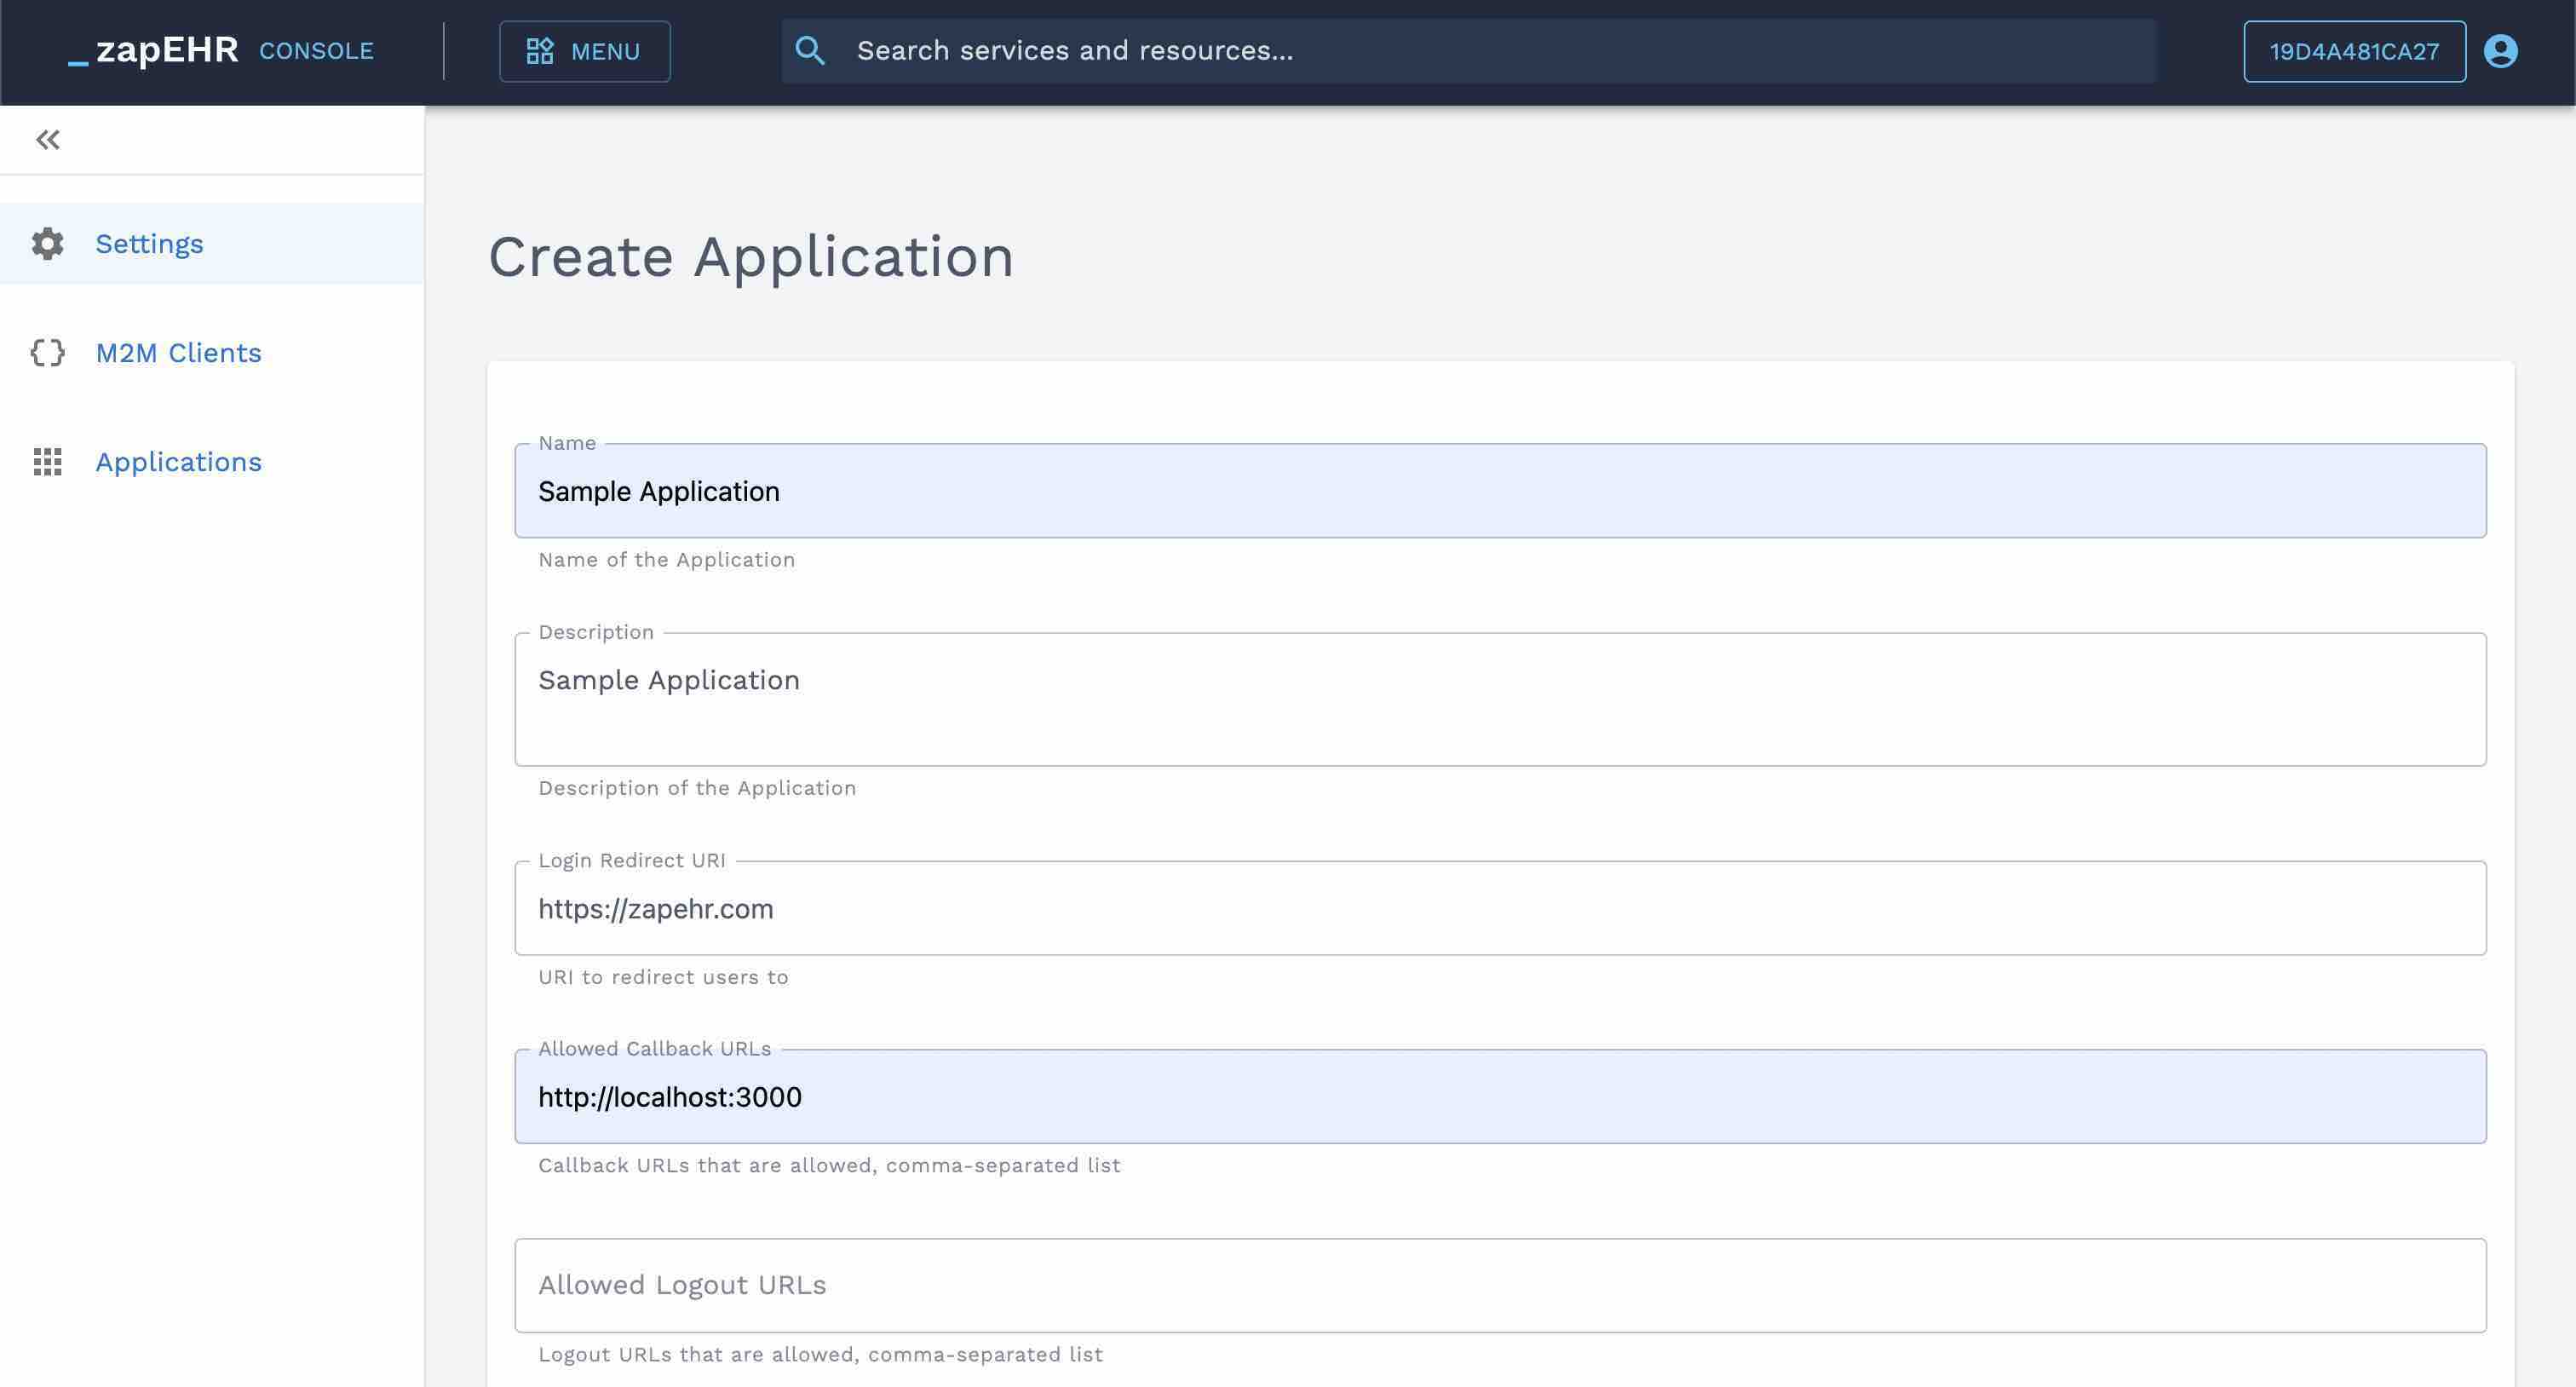 _zapEHR CONSOLE
MENU
Search services and resources...
19D4A481CA27
Settings
M2M Clients
Applications
Create Application
Name
Sample Application
Name of the Application
Description
Sample Application
Description of the Application
Login Redirect URI
https://zapehr.com
URI to redirect users to
Allowed Callback URLs
http://localhost:3000
Callback URLs that are allowed, comma-separated list
Allowed Logout URLs
Logout URLs that are allowed, comma-separated list